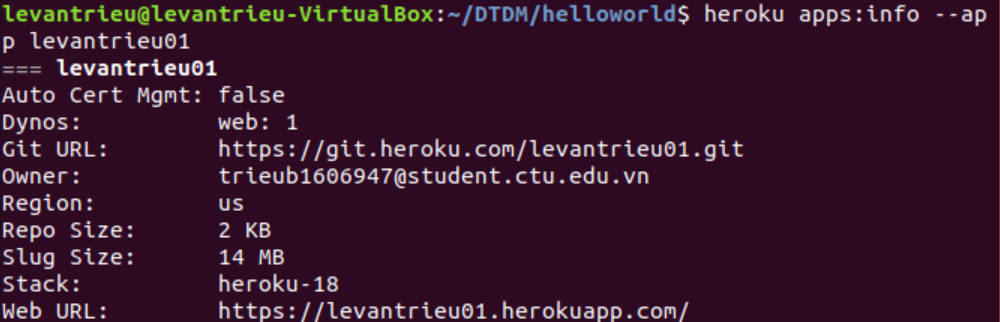 levantrieu@levantrieu-VirtualBox:~/DTDM/helloworld$ heroku apps:info --ap
p levantrieu01
=== levantrieu01
Auto Cert Mgmt: false
Dynos:          web: 1
Git URL:        https://git.heroku.com/levantrieu01.git
Owner:          trieub1606947@student.ctu.edu.vn
Region:         us
Repo Size:      2 KB
Slug Size:      14 MB
Stack:          heroku-18
Web URL:        https://levantrieu01.herokuapp.com/